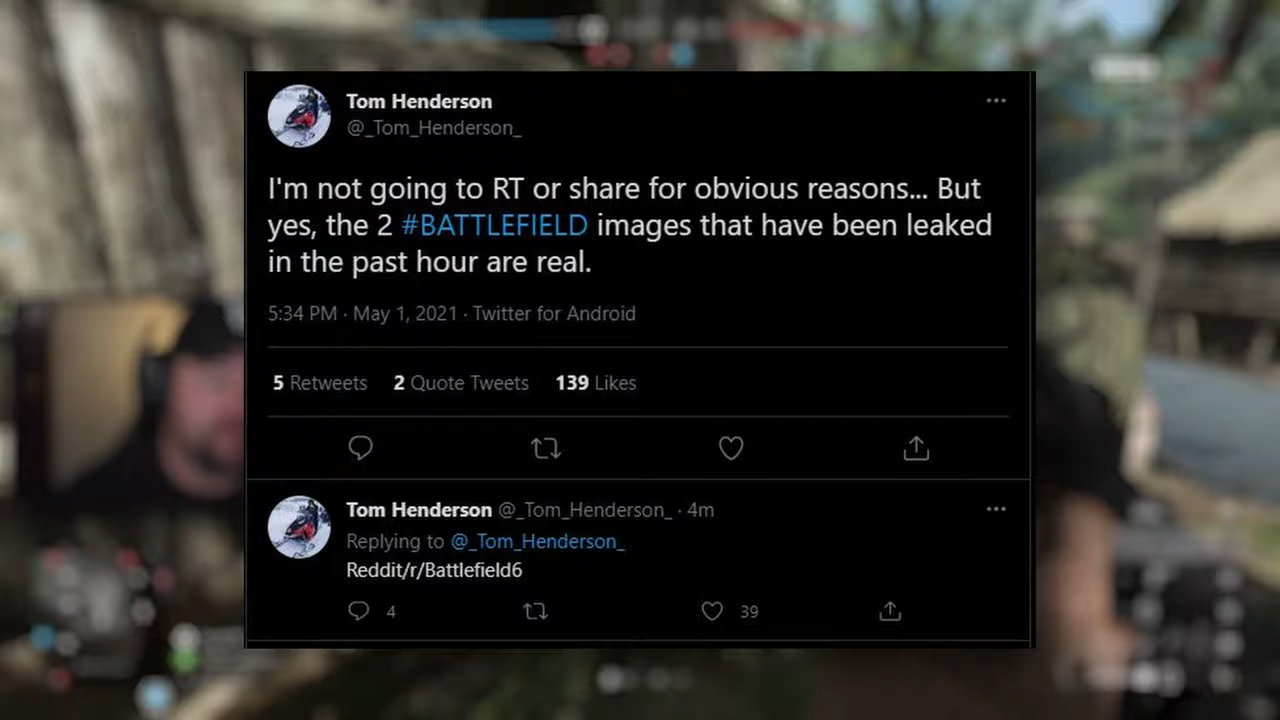 Tom Henderson
@_Tom_Henderson_
I'm not going to RT or share for obvious reasons... But
yes, the 2 #BATTLEFIELD images that have been leaked
in the past hour are real.
5:34 PM · May 1, 2021 · Twitter for Android
5 Retweets 2 Quote Tweets 139 Likes
Tom Henderson @_Tom_Henderson_ · 4m
Replying to @_Tom_Henderson_
Reddit/r/Battlefield6
4 39